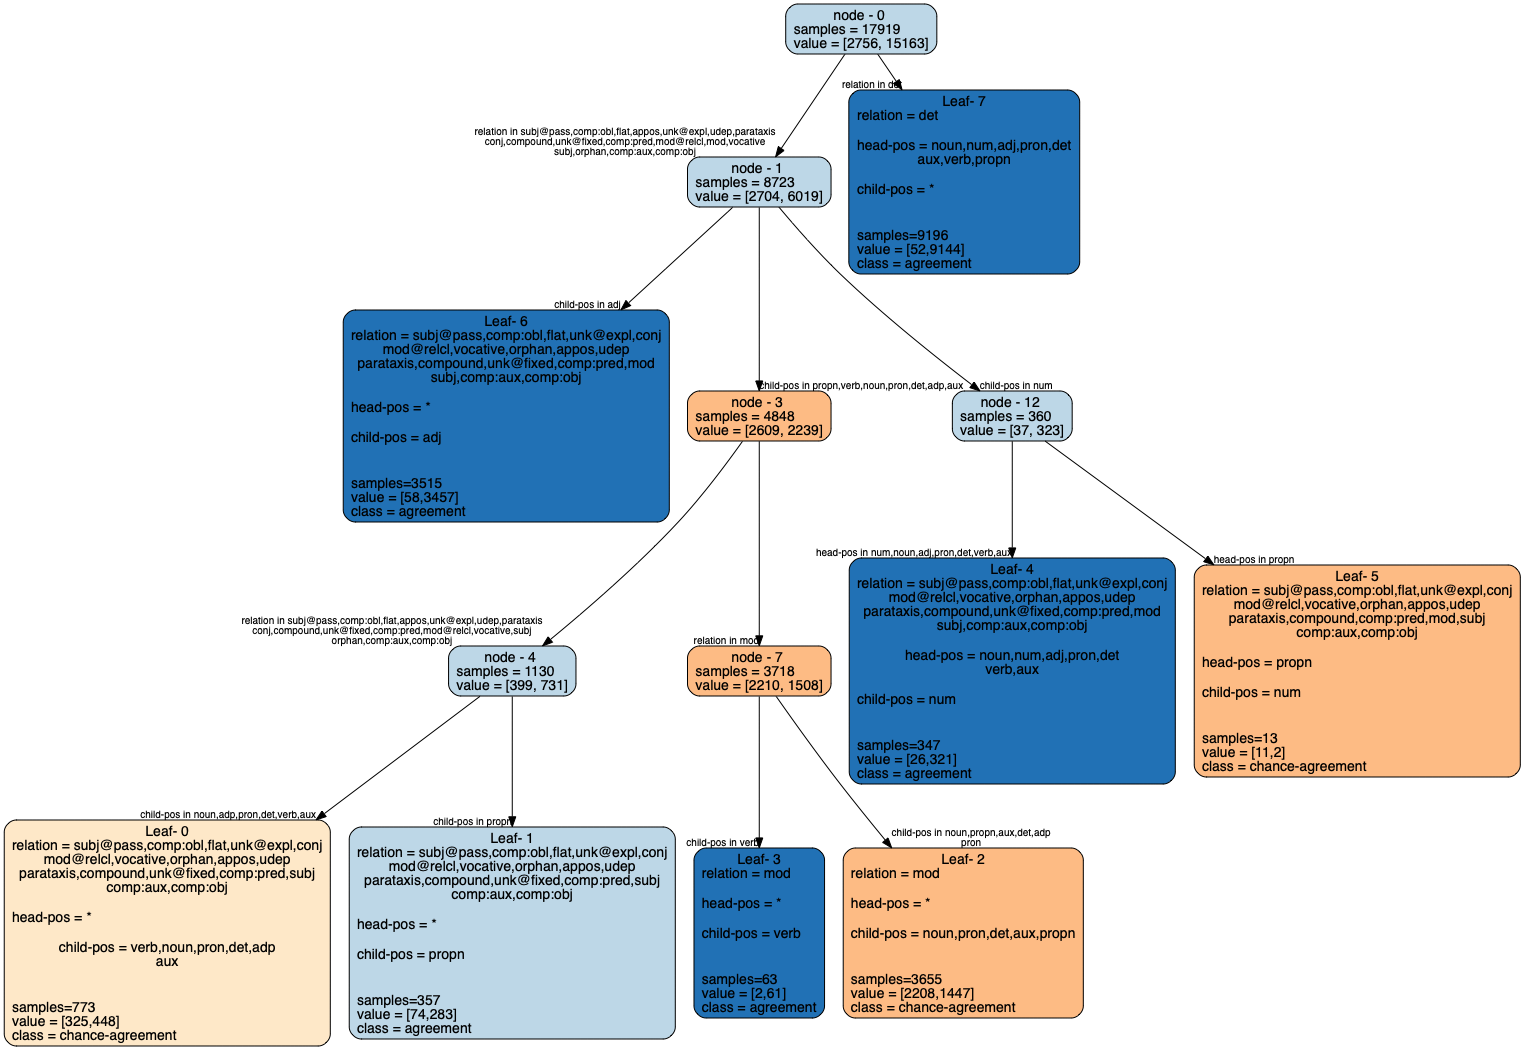 node - 0
samples = 17919
value = [2756, 15163]
relation in det
Leaf- 7
relation = det
head-pos = noun,num,adj,pron,det
aux,verb,propn
child-pos = *
samples=9196
value = [52,9144]
class = agreement
relation in subj@pass,comp:obl,flat,appos,unk@expl,udep,parataxis
conj,compound,unk@fixed,comp:pred,mod@relcl,mod,vocative
subj,orphan,comp:aux,comp:obj
node - 1
samples = 8723
value = [2704, 6019]
child-pos in adj
Leaf- 6
relation = subj@pass,comp:obl,flat,unk@expl,conj
mod@relcl,vocative,orphan,appos,udep
parataxis,compound,unk@fixed,comp:pred,mod
subj,comp:aux,comp:obj
head-pos = *
child-pos = adj
samples=3515
value = [58,3457]
class = agreement
child-pos in propn,verb,noun,pron,det,adp,aux
node - 3
samples = 4848
value = [2609, 2239]
child-pos in num
node - 12
samples = 360
value = [37, 323]
head-pos in num,noun,adj,pron,det,verb,aux
Leaf- 4
relation = subj@pass,comp:obl,flat,unk@expl,conj
mod@relcl,vocative,orphan,appos,udep
parataxis,compound,unk@fixed,comp:pred,mod
subj,comp:aux,comp:obj
head-pos = noun,num,adj,pron,det
verb,aux
child-pos = num
samples=347
value = [26,321]
class = agreement
head-pos in propn
Leaf- 5
relation = subj@pass,comp:obl,flat,unk@expl,conj
mod@relcl,vocative,orphan,appos,udep
parataxis,compound,comp:pred,mod,subj
comp:aux,comp:obj
head-pos = propn
child-pos = num
samples=13
value = [11,2]
class = chance-agreement
relation in subj@pass,comp:obl,flat,appos,unk@expl,udep,parataxis
conj,compound,unk@fixed,comp:pred,mod@relcl,vocative,subj
orphan,comp:aux,comp:obj
node - 4
samples = 1130
value = [399, 731]
relation in mod
node - 7
samples = 3718
value = [2210, 1508]
child-pos in noun,adp,pron,det,verb,aux
Leaf- 0
relation = subj@pass,comp:obl,flat,unk@expl,conj
mod@relcl,vocative,orphan,appos,udep
parataxis,compound,unk@fixed,comp:pred,subj
comp:aux,comp:obj
head-pos = *
child-pos = verb,noun,pron,det,adp
aux
samples=773
value = [325,448]
class = chance-agreement
child-pos in propn
Leaf- 1
relation = subj@pass,comp:obl,flat,unk@expl,conj
mod@relcl,vocative,orphan,appos,udep
parataxis,compound,unk@fixed,comp:pred,subj
comp:aux,comp:obj
head-pos = *
child-pos = propn
samples=357
value = [74,283]
class = agreement
child-pos in verb
Leaf- 3
relation = mod
head-pos = *
child-pos = verb
samples=63
value = [2,61]
class = agreement
child-pos in noun,propn,aux,det,adp
pron
Leaf- 2
relation = mod
head-pos = *
child-pos = noun,pron,det,aux,propn
samples=3655
value = [2208,1447]
class = chance-agreement